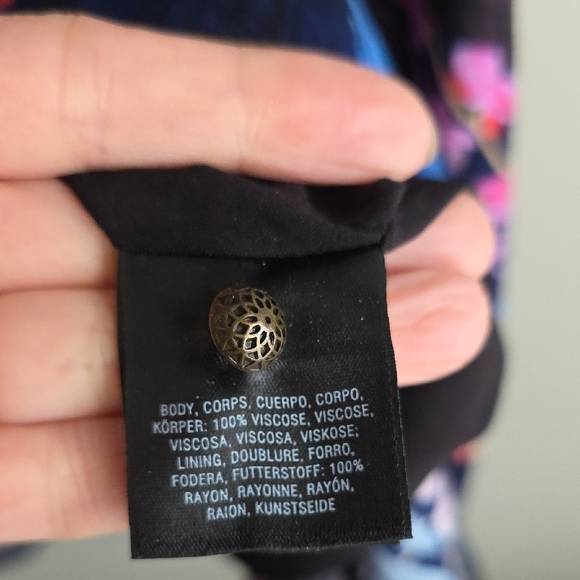 BODY, CORPS, CUERPO, CORPO,
KÖRPER: 100% VISCOSE, VISCOSE,
VISCOSA, VISCOSA, VISKOSE;
LINING, DOUBLURE, FORRO,
FODERA, FUTTERSTOFF: 100%
RAYON, RAYONNE, RAYÓN,
RAION, KUNSTSEIDE